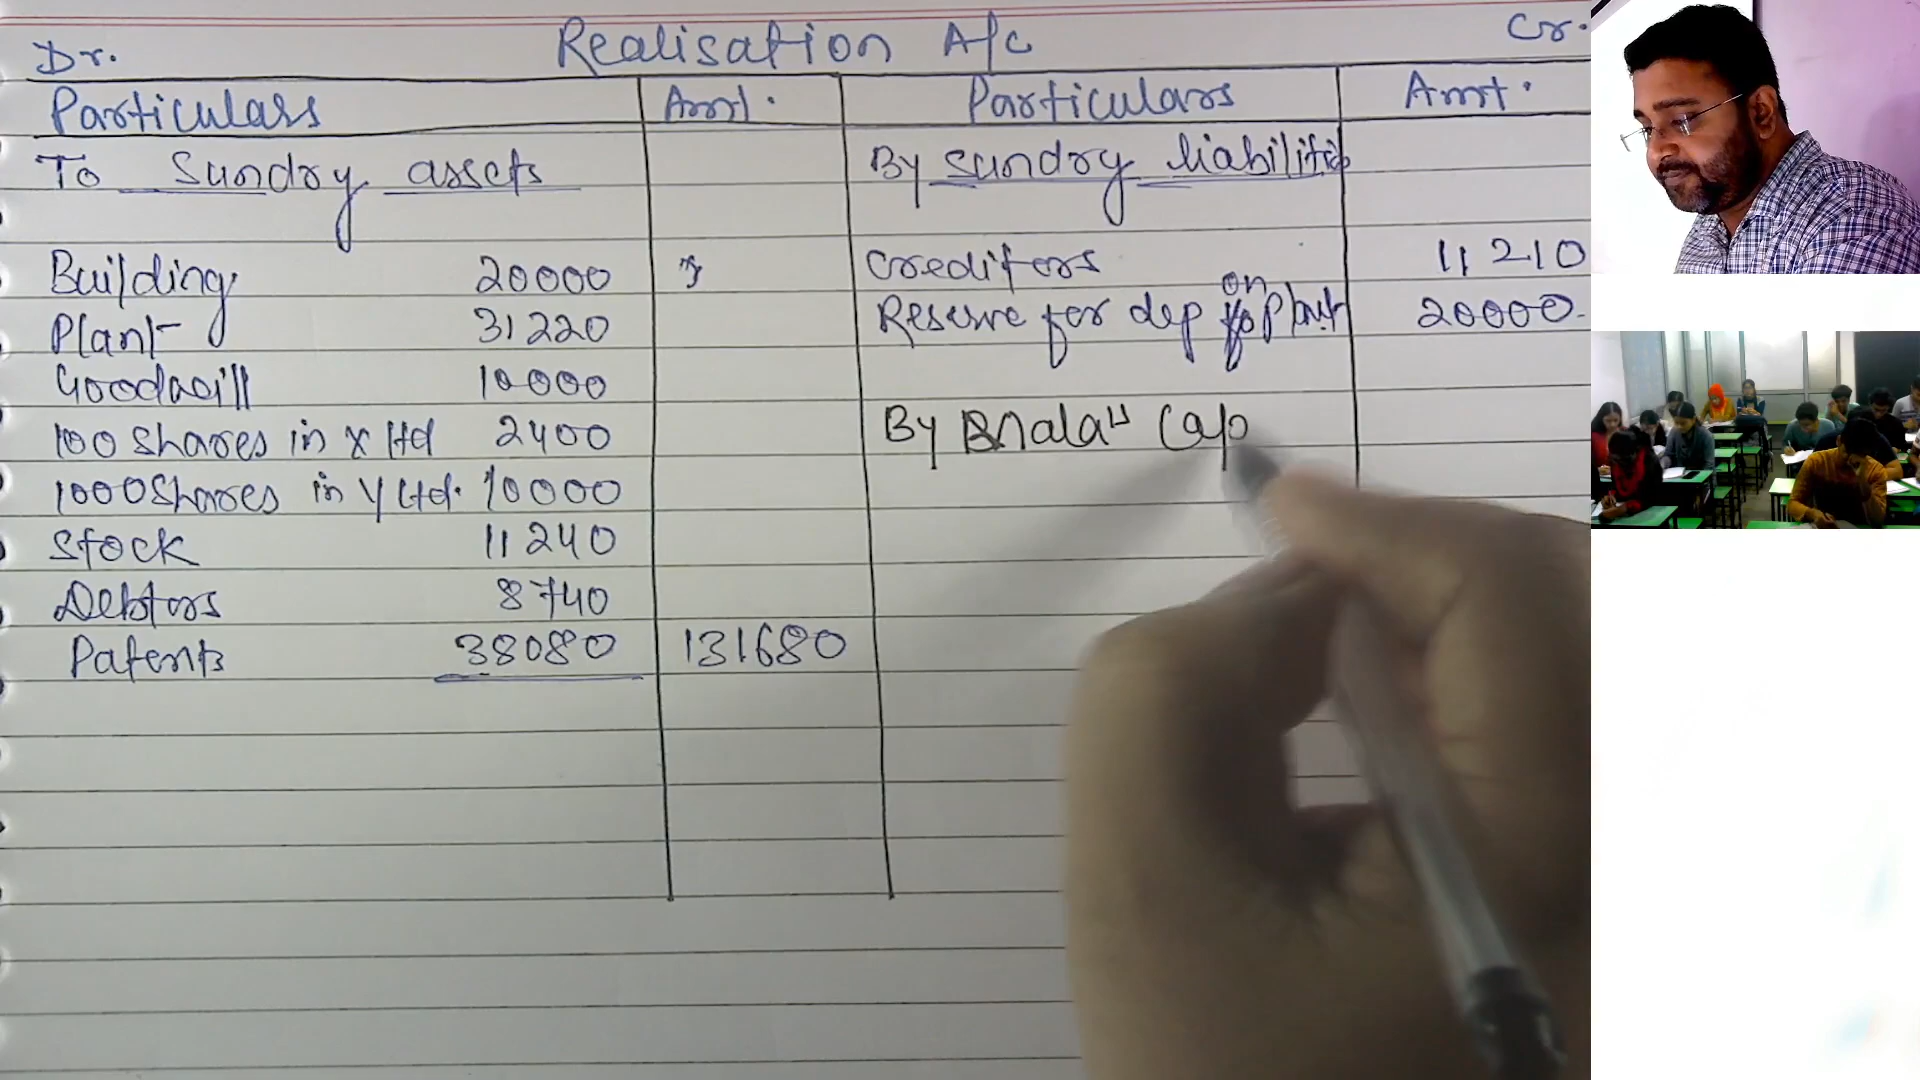 Realisation A/c
Dr. Cr.
Particulars Amt. Particulars Amt.
To Sundry assets By Sundry liabilities
Building 20000 Creditors 11210
Plant 31220 Reserve for dep on Plant 20000
Goodwill 10000
100 Shares in X Ltd 2400 By Mala's Cap
1000 Shares in Y Ltd. 10000
Stock 11240
Debtors 8740
Patents 38080 131680